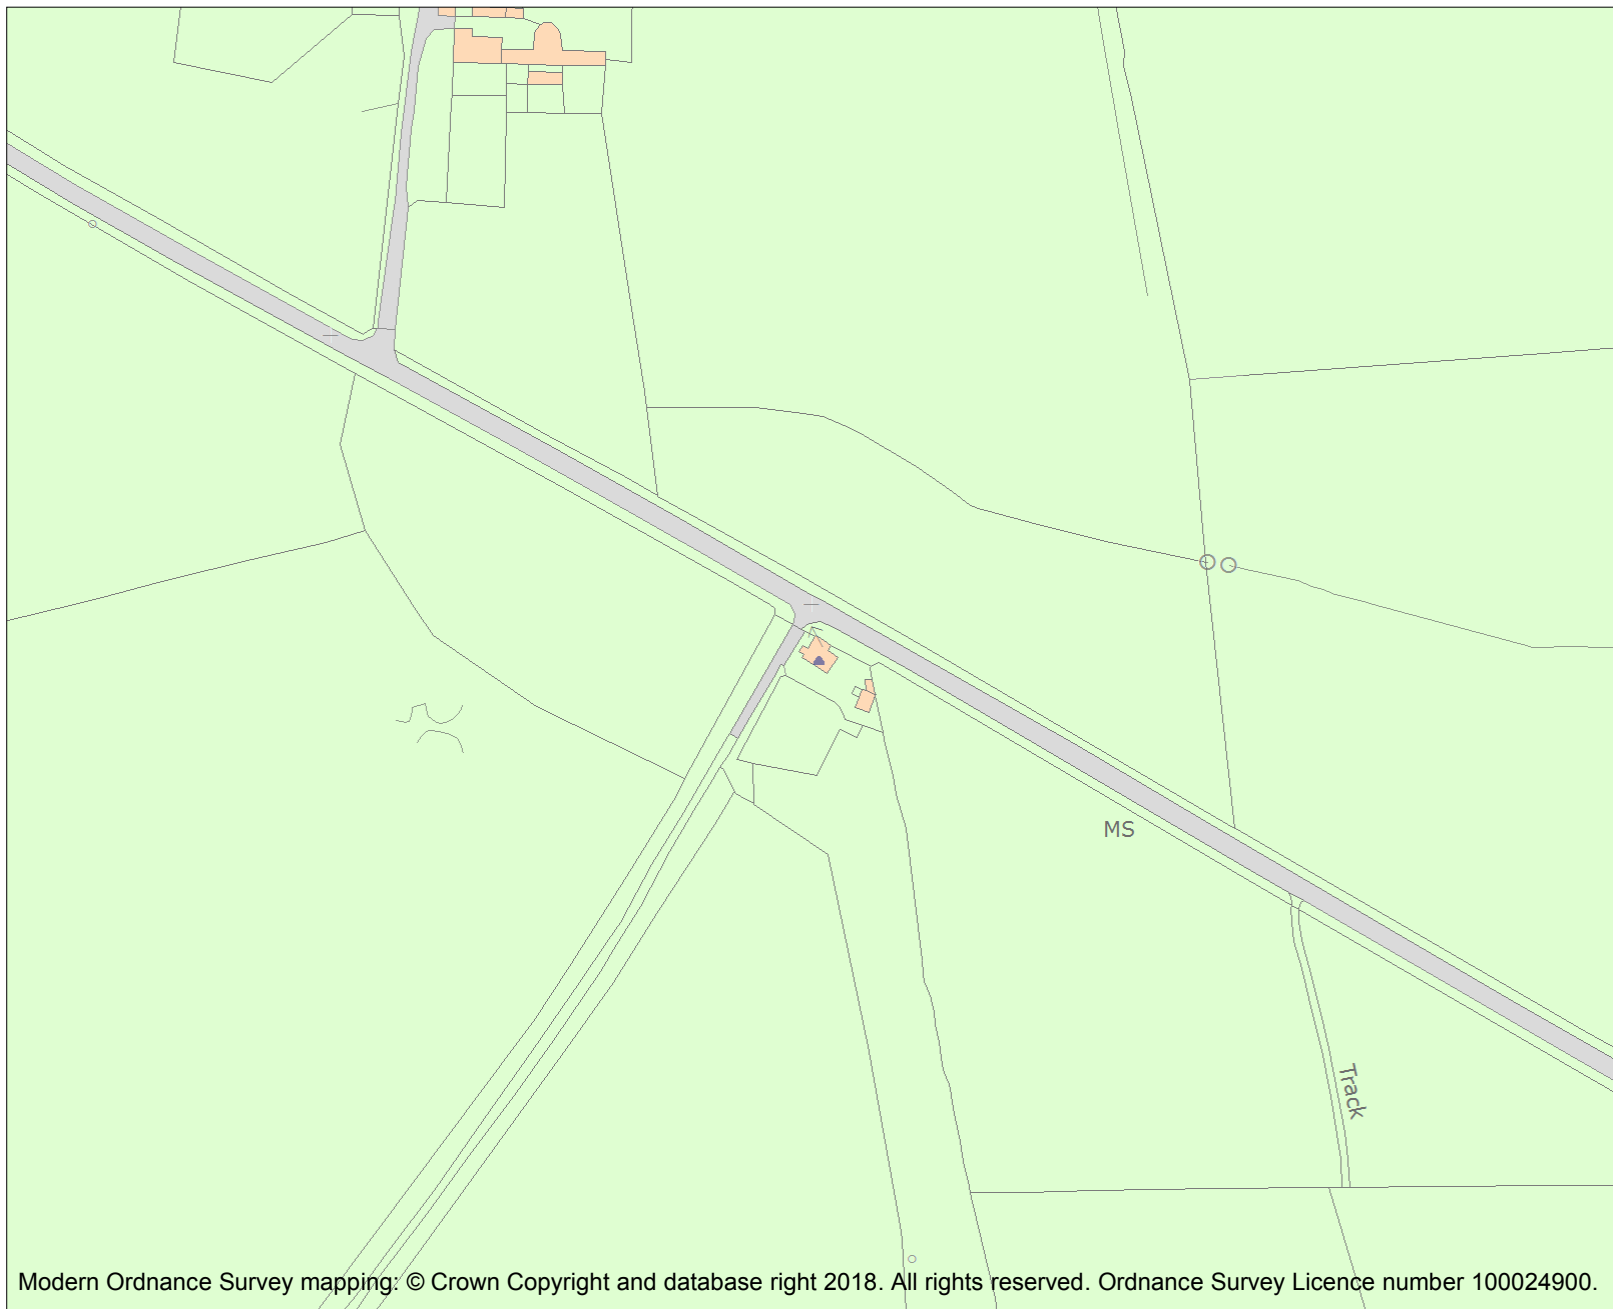 MS
Track
Modern Ordnance Survey mapping: © Crown Copyright and database right 2018. All rights reserved. Ordnance Survey Licence number 100024900.